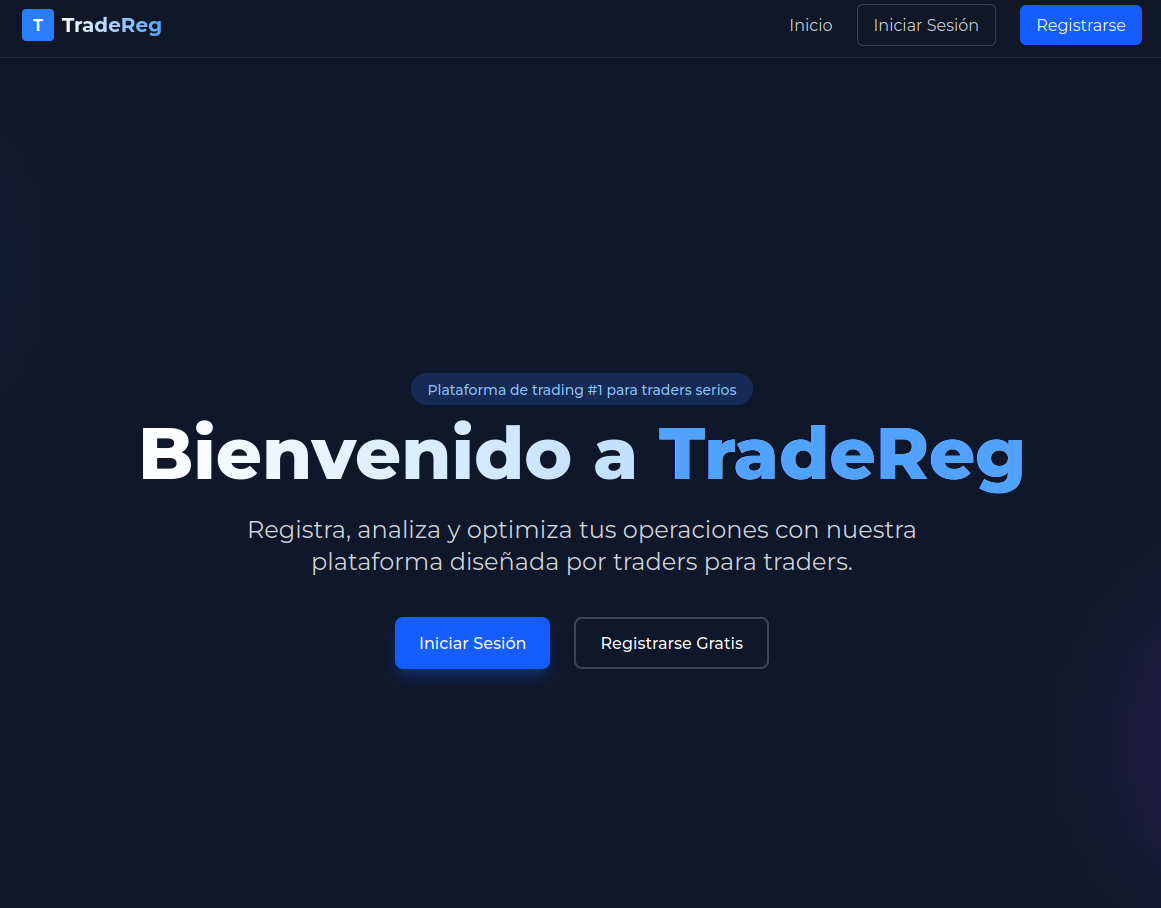 T TradeReg
Inicio
Iniciar Sesión
Registrarse
Plataforma de trading #1 para traders serios
Bienvenido a TradeReg
Registra, analiza y optimiza tus operaciones con nuestra
plataforma diseñada por traders para traders.
Iniciar Sesión
Registrarse Gratis